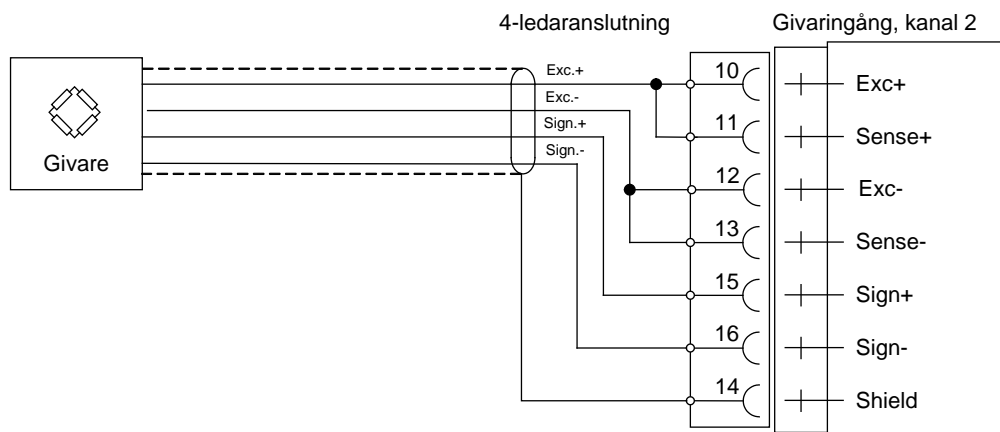 4-ledaranslutning
Givaringång, kanal 2
Givare
Exc.+
Exc.-
Sign.+
Sign.-
10
Exc+
11
Sense+
12
Exc-
13
Sense-
15
Sign+
16
Sign-
14
Shield